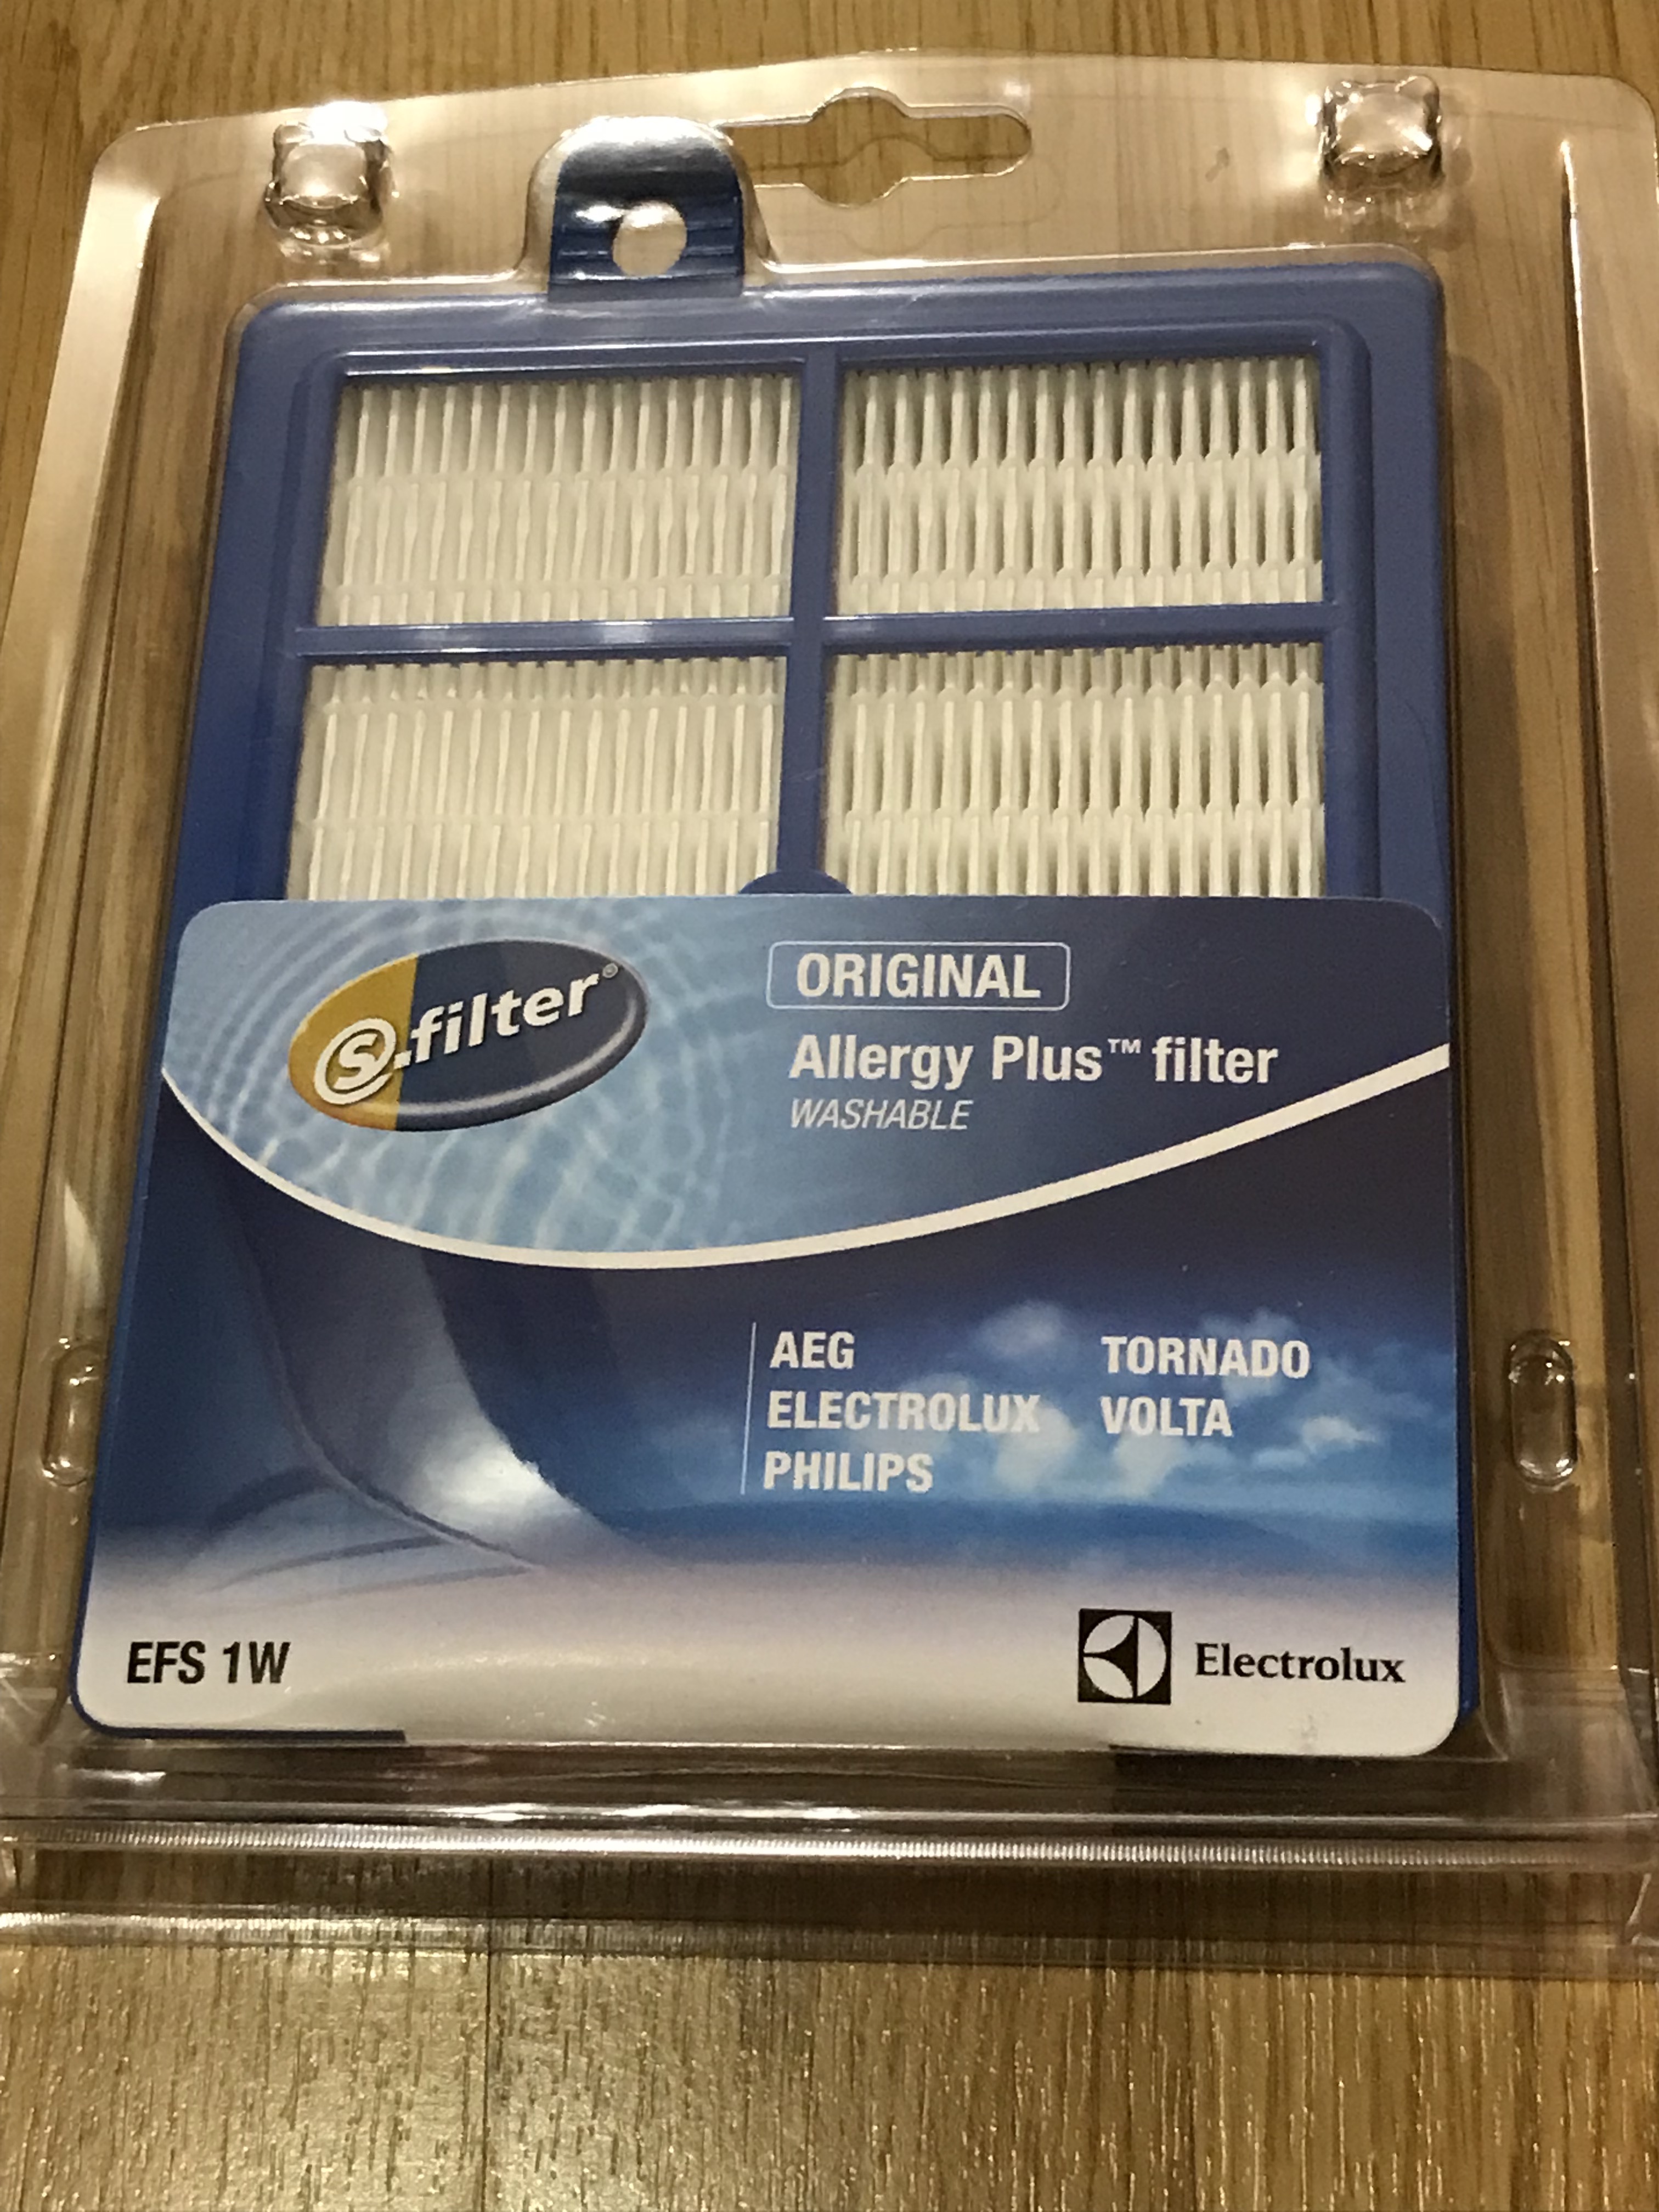 s.filter®
ORIGINAL
Allergy Plus™ filter
WASHABLE
AEG
ELECTROLUX
PHILIPS
TORNADO
VOLTA
EFS 1W
Electrolux